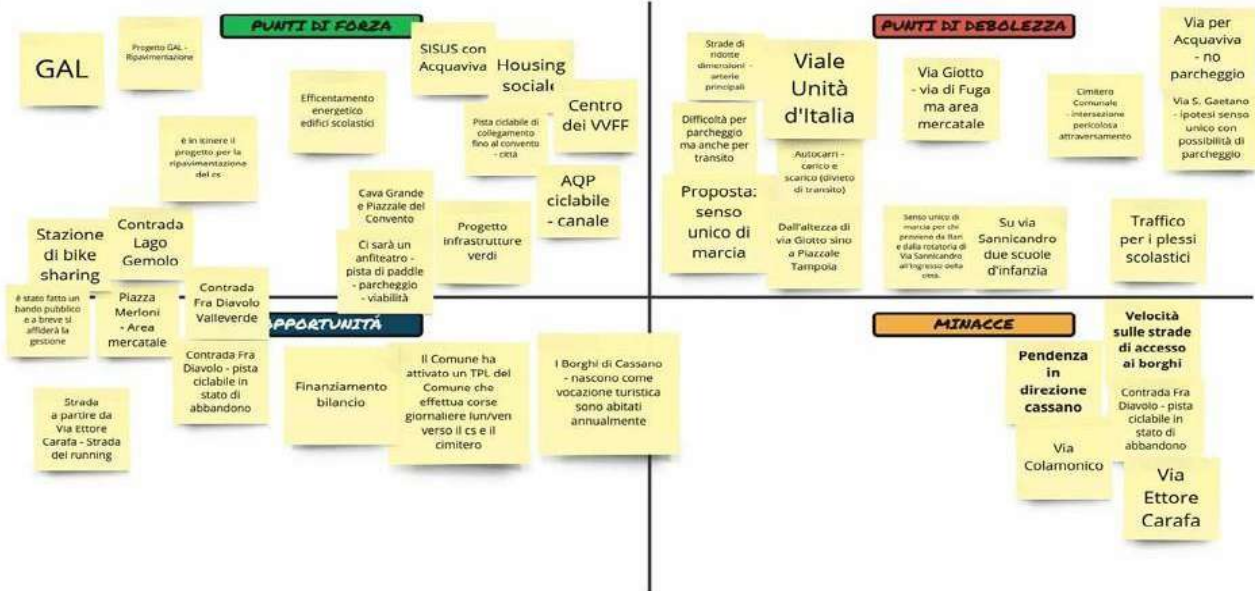 PUNTI DI FORZA
GAL
Progetto GAL -
Ripavimentazione
è in itinere il
progetto per la
ripavimentazione
del cs
Efficentamento
energetico
edifici scolastici
SISUS con
Acquaviva
Housing
sociale
Centro
dei VVFF
Pista ciclabile di
collegamento
fino al convento
- città
AQP
ciclabile
- canale
Cava Grande
e Piazzale del
Convento
Ci sarà un
anfiteatro -
pista di paddle
- parcheggio -
viabilità
Progetto
infrastrutture
verdi
Stazione
di bike
sharing
è stato fatto un
bando pubblico
e a breve si
affiderà la
gestione
Contrada
Lago
Gemolo
Piazza
Merloni
- Area
mercatale
Contrada
Fra Diavolo
Valleverde
PUNTI DI DEBOLEZZA
Strade di
ridotte
dimensioni -
arterie
principali
Difficoltà per
parcheggio
ma anche per
transito
Proposta:
senso
unico di
marcia
Viale
Unità
d'Italia
Autocarri -
carico e
scarico (divieto
di transito)
Dall'altezza di
via Giotto sino
a Piazzale
Tampoia
Via Giotto
- via di Fuga
ma area
mercatale
Cimitero
Comunale -
intersezione
pericolosa
attraversamento
Via per
Acquaviva
- no
parcheggio
Via S. Gaetano
- ipotesi senso
unico con
possibilità di
parcheggio
Senso unico di
marcia per chi
proviene da Bari
e dalla rotatoria di
Via Sannicandro
all'ingresso della
città.
Su via
Sannicandro
due scuole
d'infanzia
Traffico
per i plessi
scolastici
OPPORTUNITÁ
Contrada Fra
Diavolo - pista
ciclabile in
stato di
abbandono
Strada
a partire da
Via Ettore
Carafa - Strada
dei running
Finanziamento
bilancio
Il Comune ha
attivato un TPL del
Comune che
effettua corse
giornaliere lun/ven
verso il cs e il
cimitero
I Borghi di Cassano
- nascono come
vocazione turistica
sono abitati
annualmente
MINACCE
Pendenza
in
direzione
cassano
Velocità
sulle strade
di accesso
ai borghi
Contrada Fra
Diavolo - pista
ciclabile in
stato di
abbandono
Via
Colamonico
Via
Ettore
Carafa